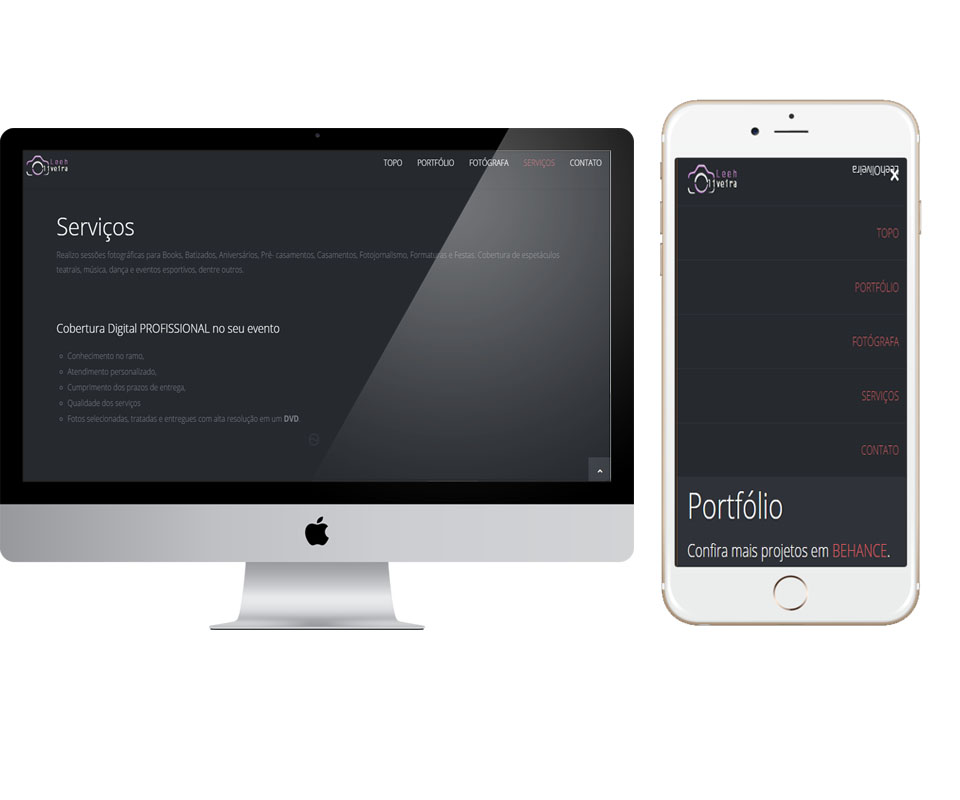 Leeh
Oliveira
TOPO PORTFÓLIO FOTÓGRAFA SERVIÇOS CONTATO
Serviços
Realizo sessões fotográficas para Books, Batizados, Aniversários, Pré- casamentos, Casamentos, Fotojornalismo, Formaturas e Festas. Cobertura de espetáculos
teatrais, música, dança e eventos esportivos, dentre outros.
Cobertura Digital PROFISSIONAL no seu evento
Conhecimento no ramo,
Atendimento personalizado,
Cumprimento dos prazos de entrega,
Qualidade dos serviços
Fotos selecionadas, tratadas e entregues com alta resolução em um DVD.
Leeh
Oliveira
LeehOliveira
TOPO
PORTFÓLIO
FOTÓGRAFA
SERVIÇOS
CONTATO
Portfólio
Confira mais projetos em BEHANCE.